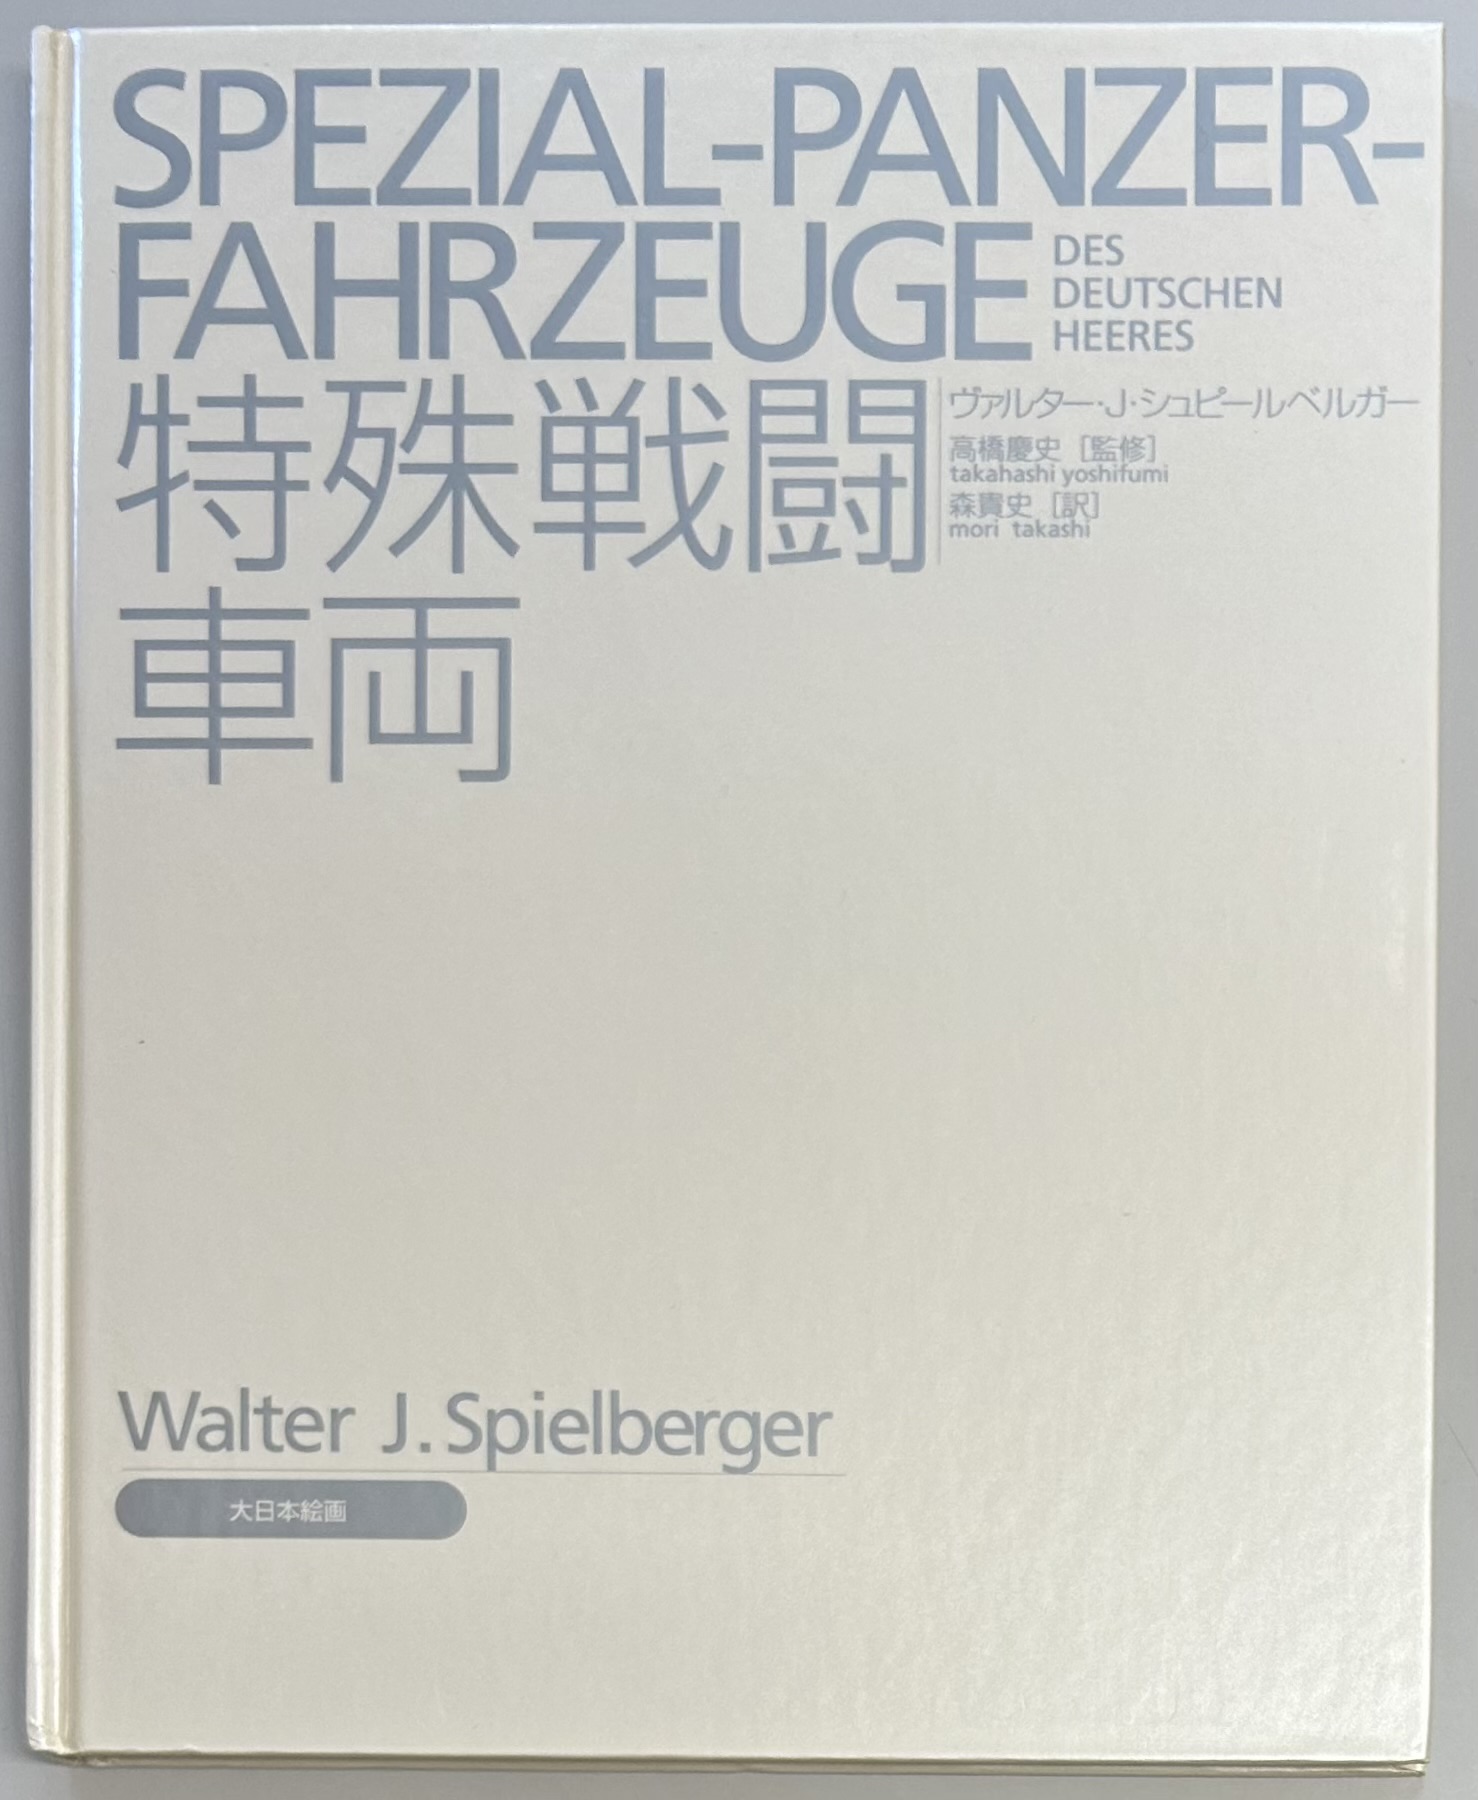 SPEZIAL-PANZER-
FAHRZEUGE
DES
DEUTSCHEN
HEERES
特殊戦闘
車両
ヴァルター・J・シュピールベルガー
高橋慶史 [監修]
takahashi yoshifumi
森貴史 [訳]
mori takashi
Walter J. Spielberger
大日本絵画